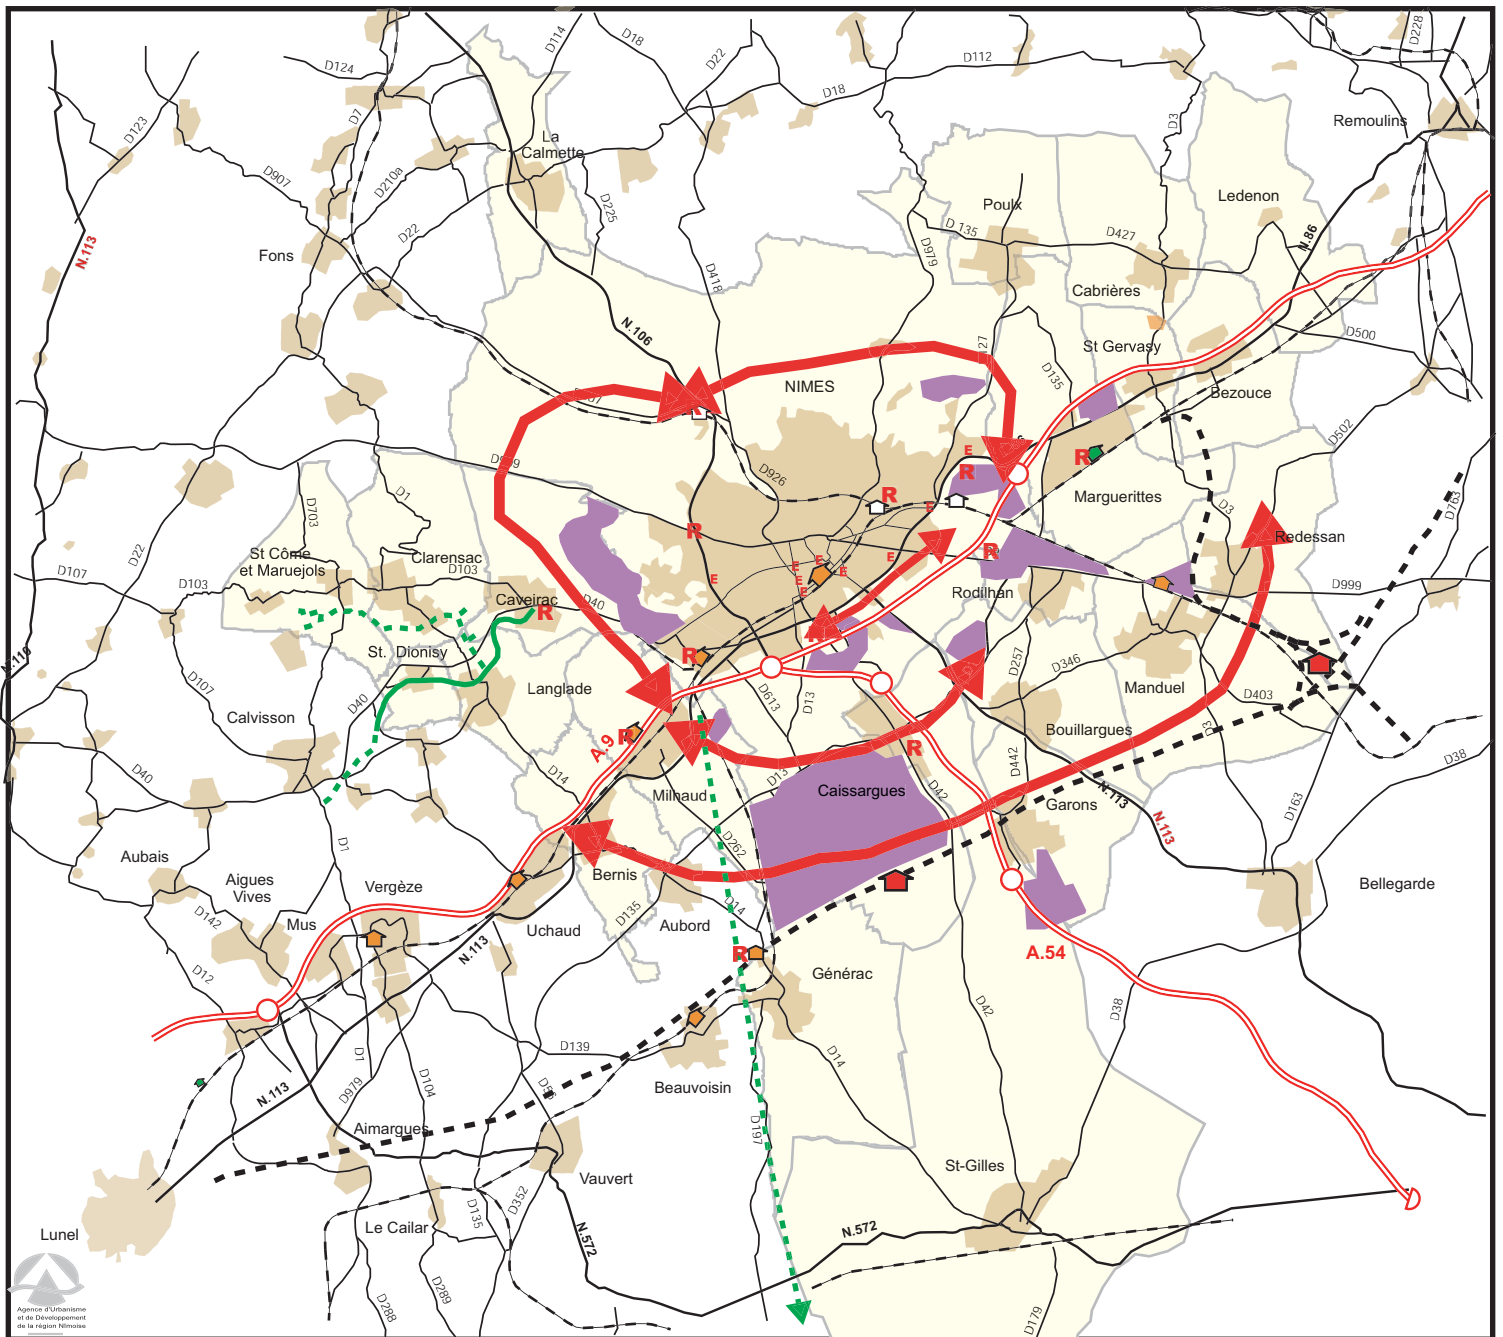 D114
D18
D228
D22
D112
D124
D18
D7
D123
D3
Remoulins
La
Calmette
D907
D210a
D225
Ledenon
Poulx
D 135
D427
N.86
D22
N.113
Fons
D979
D418
Cabrières
N.106
D500
St Gervasy
D127
D135
NIMES
Bezouce
R
D502
E
R
R
D999
D926
Marguerittes
D1
R
D763
E
D703
D3
R
Redessan
St Côme
et Maruejols
Clarensac
D22
R
E
E
E
E
E
E
E
D107
D103
D103
Rodilhan
D999
Caveirac
R
D40
St. Dionisy
R
D257
D346
D107
Langlade
Manduel
D403
D40
Calvisson
D613
D13
Bouillargues
D3
A.9
R
R
D442
D38
D40
D14
D13
Caissargues
Milhaud
D42
N.113
Garons
D163
N.113
D1
D262
Aubais
Aigues
Vives
Vergèze
Bernis
Bellegarde
D142
Mus
D135
D14
Uchaud
Aubord
N.113
R
A.54
D12
Générac
D42
D38
D1
D139
D14
D979
D104
Beauvoisin
N.113
Aimargues
D197
St-Gilles
Vauvert
D352
D135
Le Cailar
N.572
N.572
Lunel
D289
D288
D179
Agence d'Urbanisme
et de Développement
de la région Nîmoise